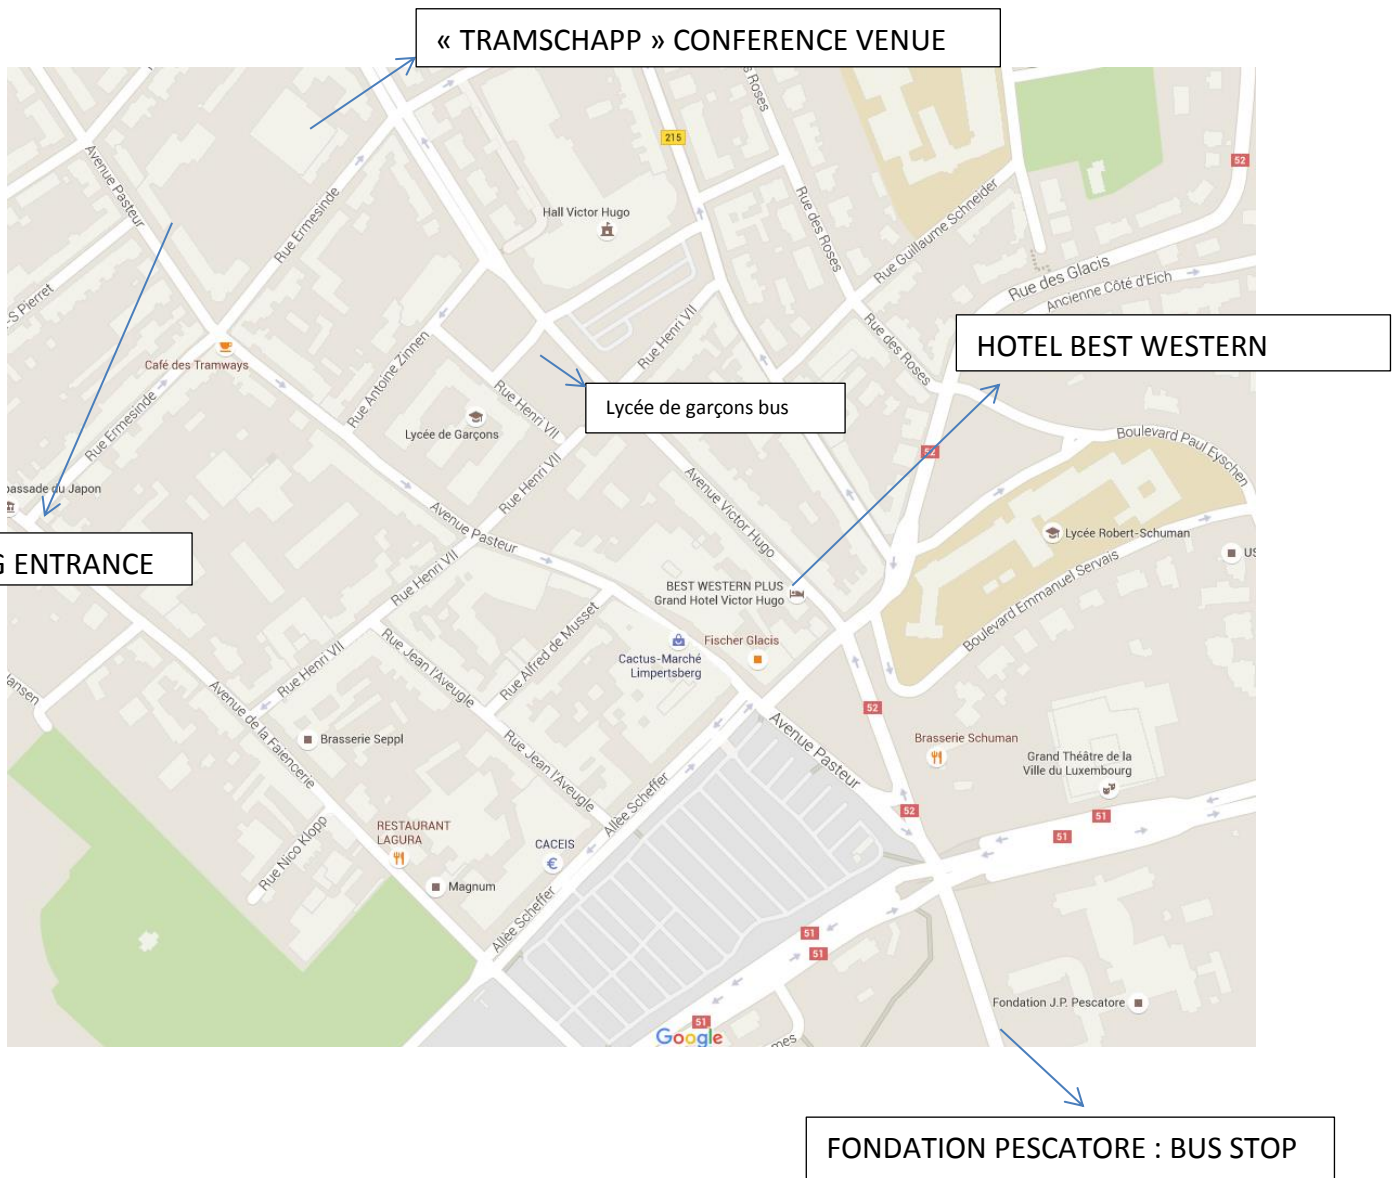 « TRAMSCHAPP » CONFERENCE VENUE
s Roses
215
52
Avenue Pasteur
Rue Ermesinde
Hall Victor Hugo
Rue des Roses
Rue Guillaume Schneider
Rue des Glacis
Ancienne Côté d'Eich
-S Pierret
Café des Tramways
Rue Antoine Zinnen
Rue Henri VII
Rue des Roses
HOTEL BEST WESTERN
Rue Ermesinde
Lycée de Garçons
Rue Henri VII
Lycée de garçons bus
Boulevard Paul Eyschen
52
bassade du Japon
Rue Henri VII
Avenue Victor Hugo
Avenue Pasteur
Lycée Robert-Schuman
US
G ENTRANCE
Rue Henri VII
BEST WESTERN PLUS
Grand Hotel Victor Hugo
Boulevard Emmanuel Servais
Rue Jean l'Aveugle
Rue Alfred de Musset
Cactus-Marché
Limpertsberg
Fischer Glacis
Hansen
Rue Henri VII
Avenue de la Faiencerie
52
Brasserie Seppl
Rue Jean l'Aveugle
Avenue Pasteur
Brasserie Schuman
Grand Théâtre de la
Ville du Luxembourg
Allée Scheffer
52
51
51
RESTAURANT
LAGURA
Rue Nico Klopp
CACEIS
Magnum
Allée Scheffer
51
51
Fondation J.P. Pescatore
51
Google
mes
FONDATION PESCATORE : BUS STOP